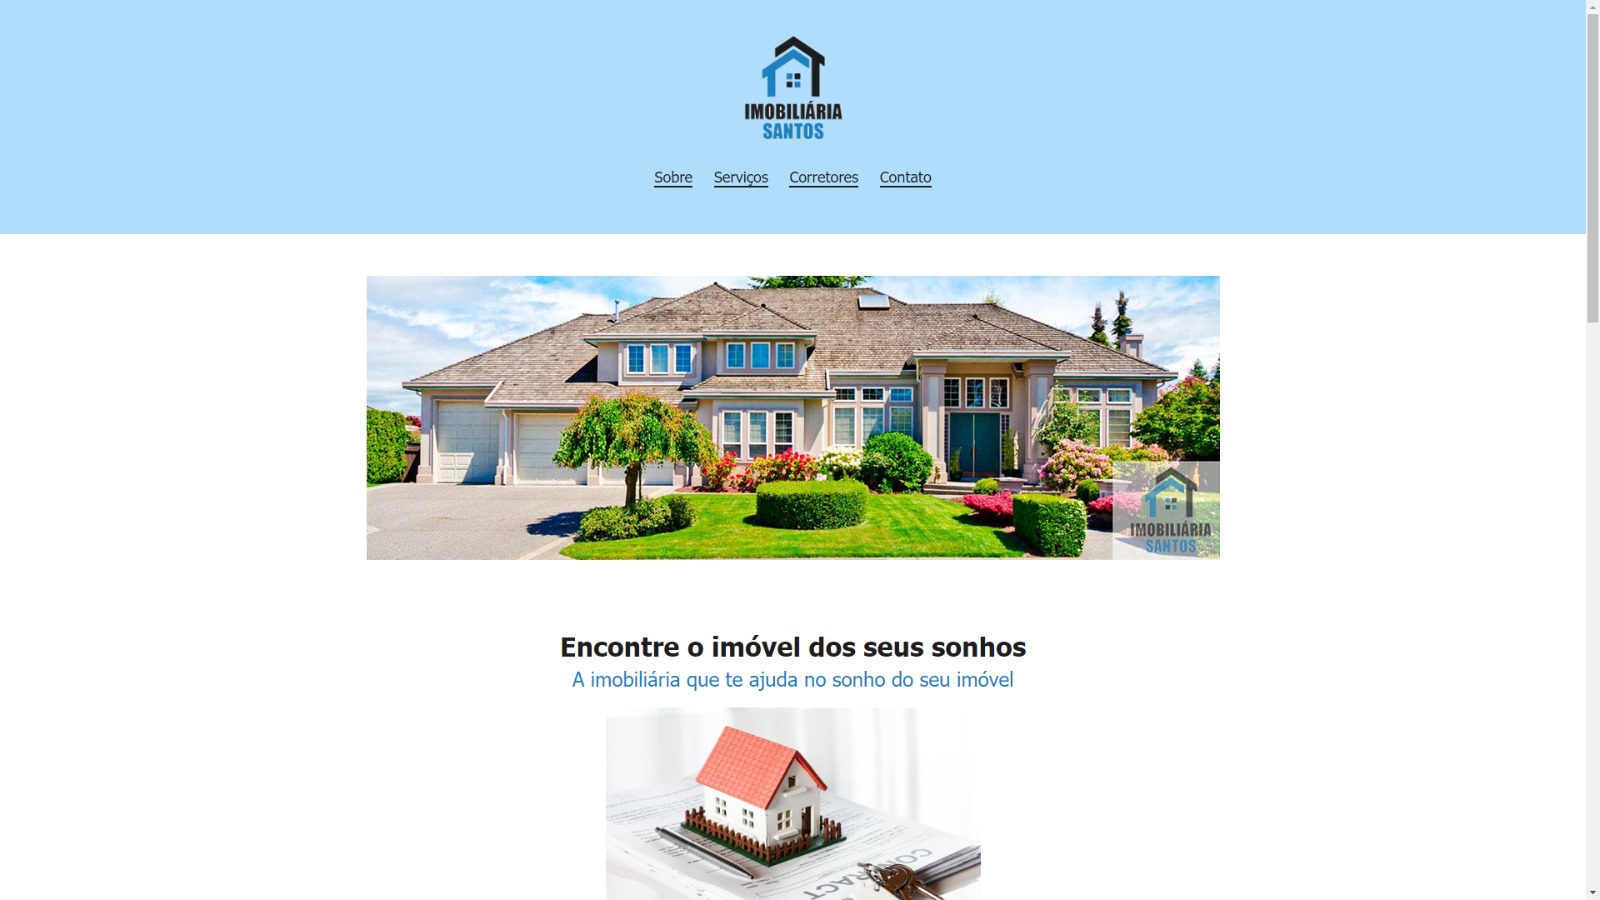 IMOBILIÁRIA
SANTOS
Sobre Serviços Corretores Contato
IMOBILIÁRIA
SANTOS
Encontre o imóvel dos seus sonhos
A imobiliária que te ajuda no sonho do seu imóvel
CONTRACT